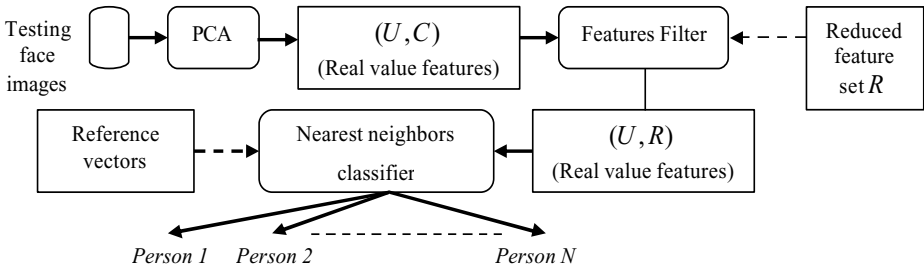 Testing
face
images
PCA
(U, C)
(Real value features)
Features Filter
Reduced
feature
set R
Reference
vectors
Nearest neighbors
classifier
(U, R)
(Real value features)
Person 1
Person 2
Person N